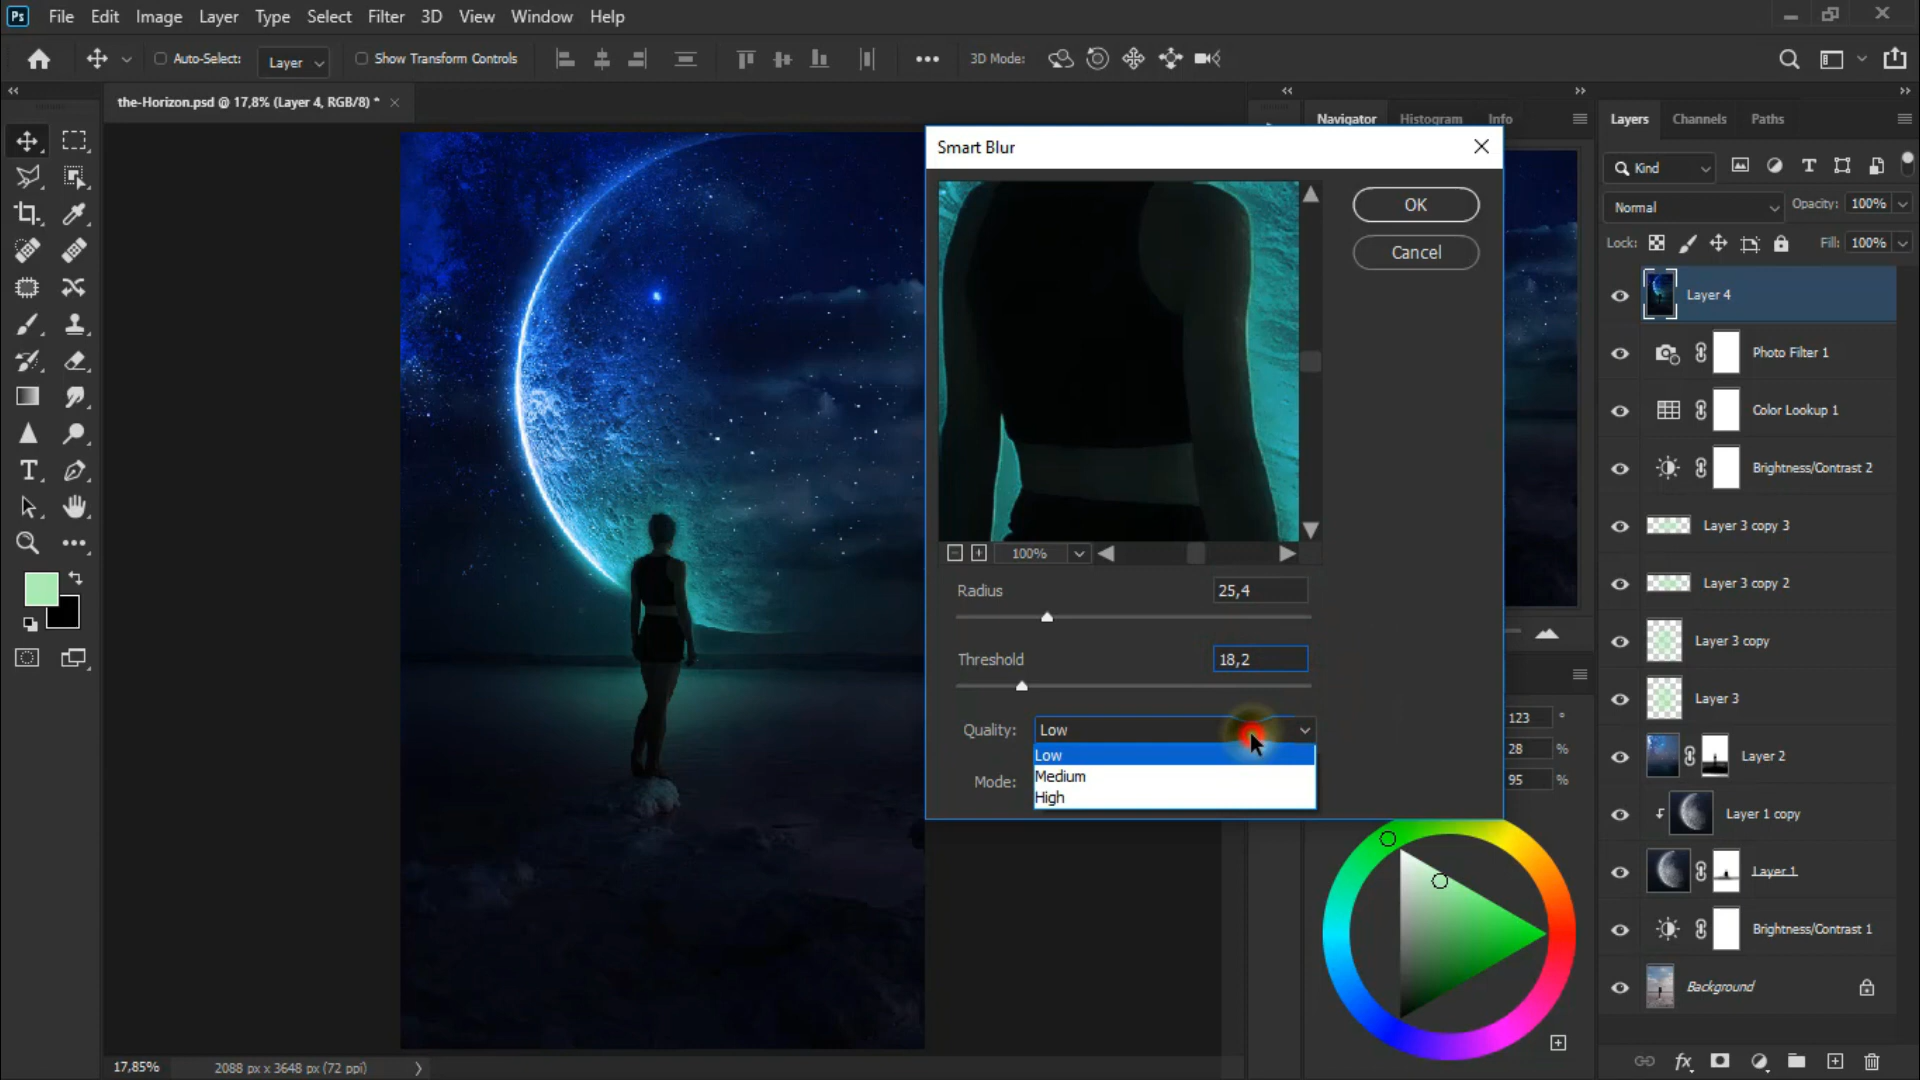 Ps File Edit Image Layer Type Select Filter 3D View Window Help
Auto-Select: Layer Show Transform Controls 3D Mode:
the-Horizon.psd @ 17,8% (Layer 4, RGB/8) *
Navigator Histogram Info
Layers Channels Paths
Smart Blur
OK
Cancel
100%
Radius 25,4
Threshold 18,2
Quality: Low
Low
Medium
High
Mode:
123 °
28 %
95 %
Kind
Normal Opacity: 100%
Lock: Fill: 100%
Layer 4
Photo Filter 1
Color Lookup 1
Brightness/Contrast 2
Layer 3 copy 3
Layer 3 copy 2
Layer 3 copy
Layer 3
Layer 2
Layer 1 copy
Layer 1
Brightness/Contrast 1
Background
fx
17,85% 2088 px x 3648 px (72 ppi)